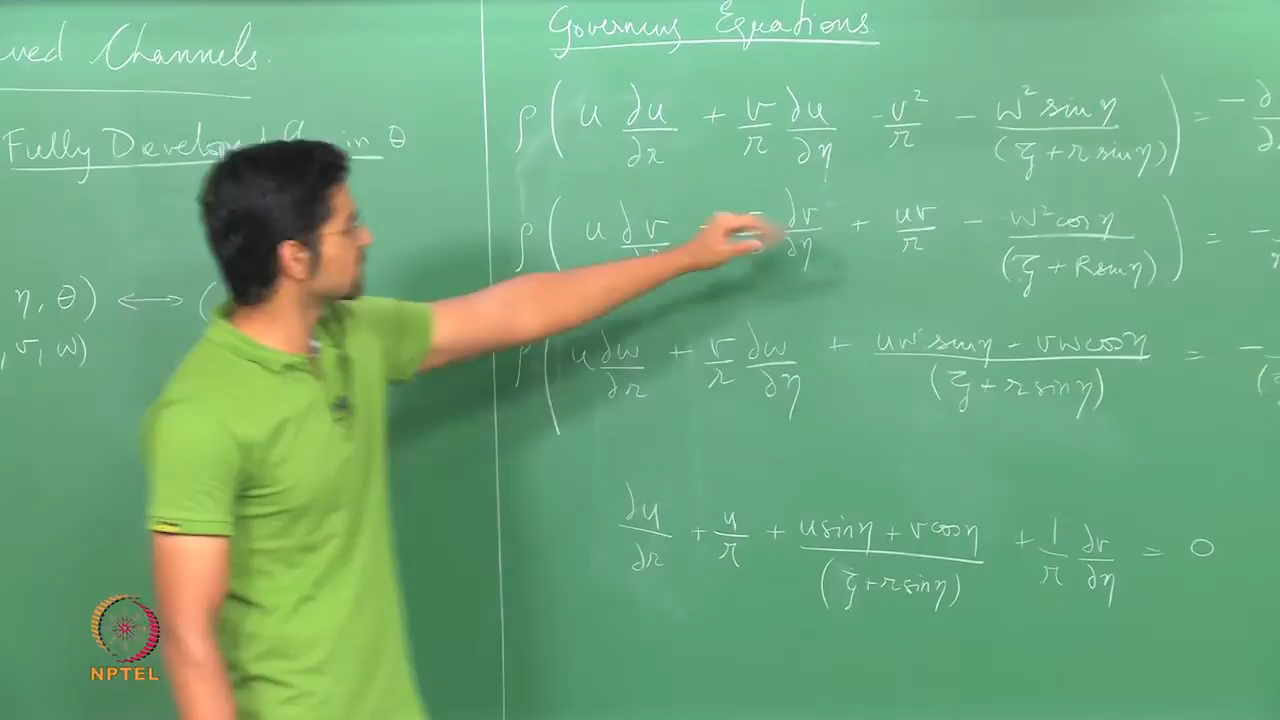 ved Channels.
Fully Develop in θ
, η, θ) ⟷ (
, v, w)
Governing Equations.
ρ ( u ∂u/∂r + v/r ∂u/∂η - v²/r - w² sin η/(ζ + r sin η) ) = - ∂
ρ ( u ∂v v/∂η + uv/r - w² cos η/(ζ + R sin η) ) = -
ρ ( u ∂w/∂r + v/r ∂w/∂η + uw sin η - vw cos η/(ζ + r sin η) = -
∂u/∂r + u/r + u sin η + v cos η/(ζ + r sin η) + 1/r ∂v/∂η = 0
NPTEL